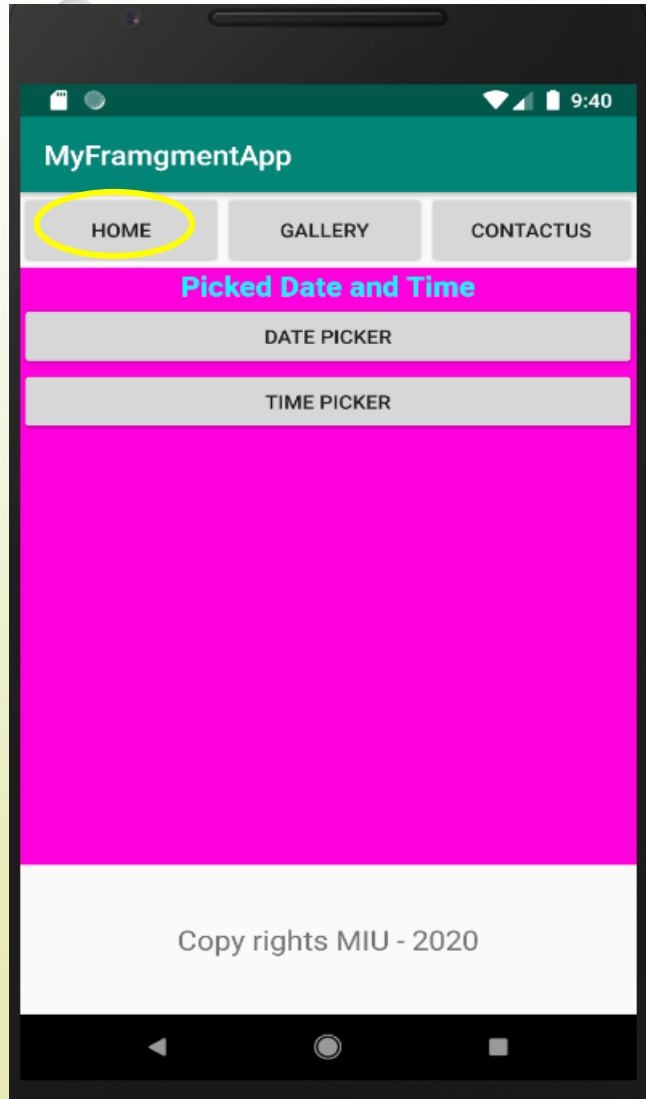 9:40
MyFramgmentApp
HOME GALLERY CONTACTUS
Picked Date and Time
DATE PICKER
TIME PICKER
Copy rights MIU - 2020